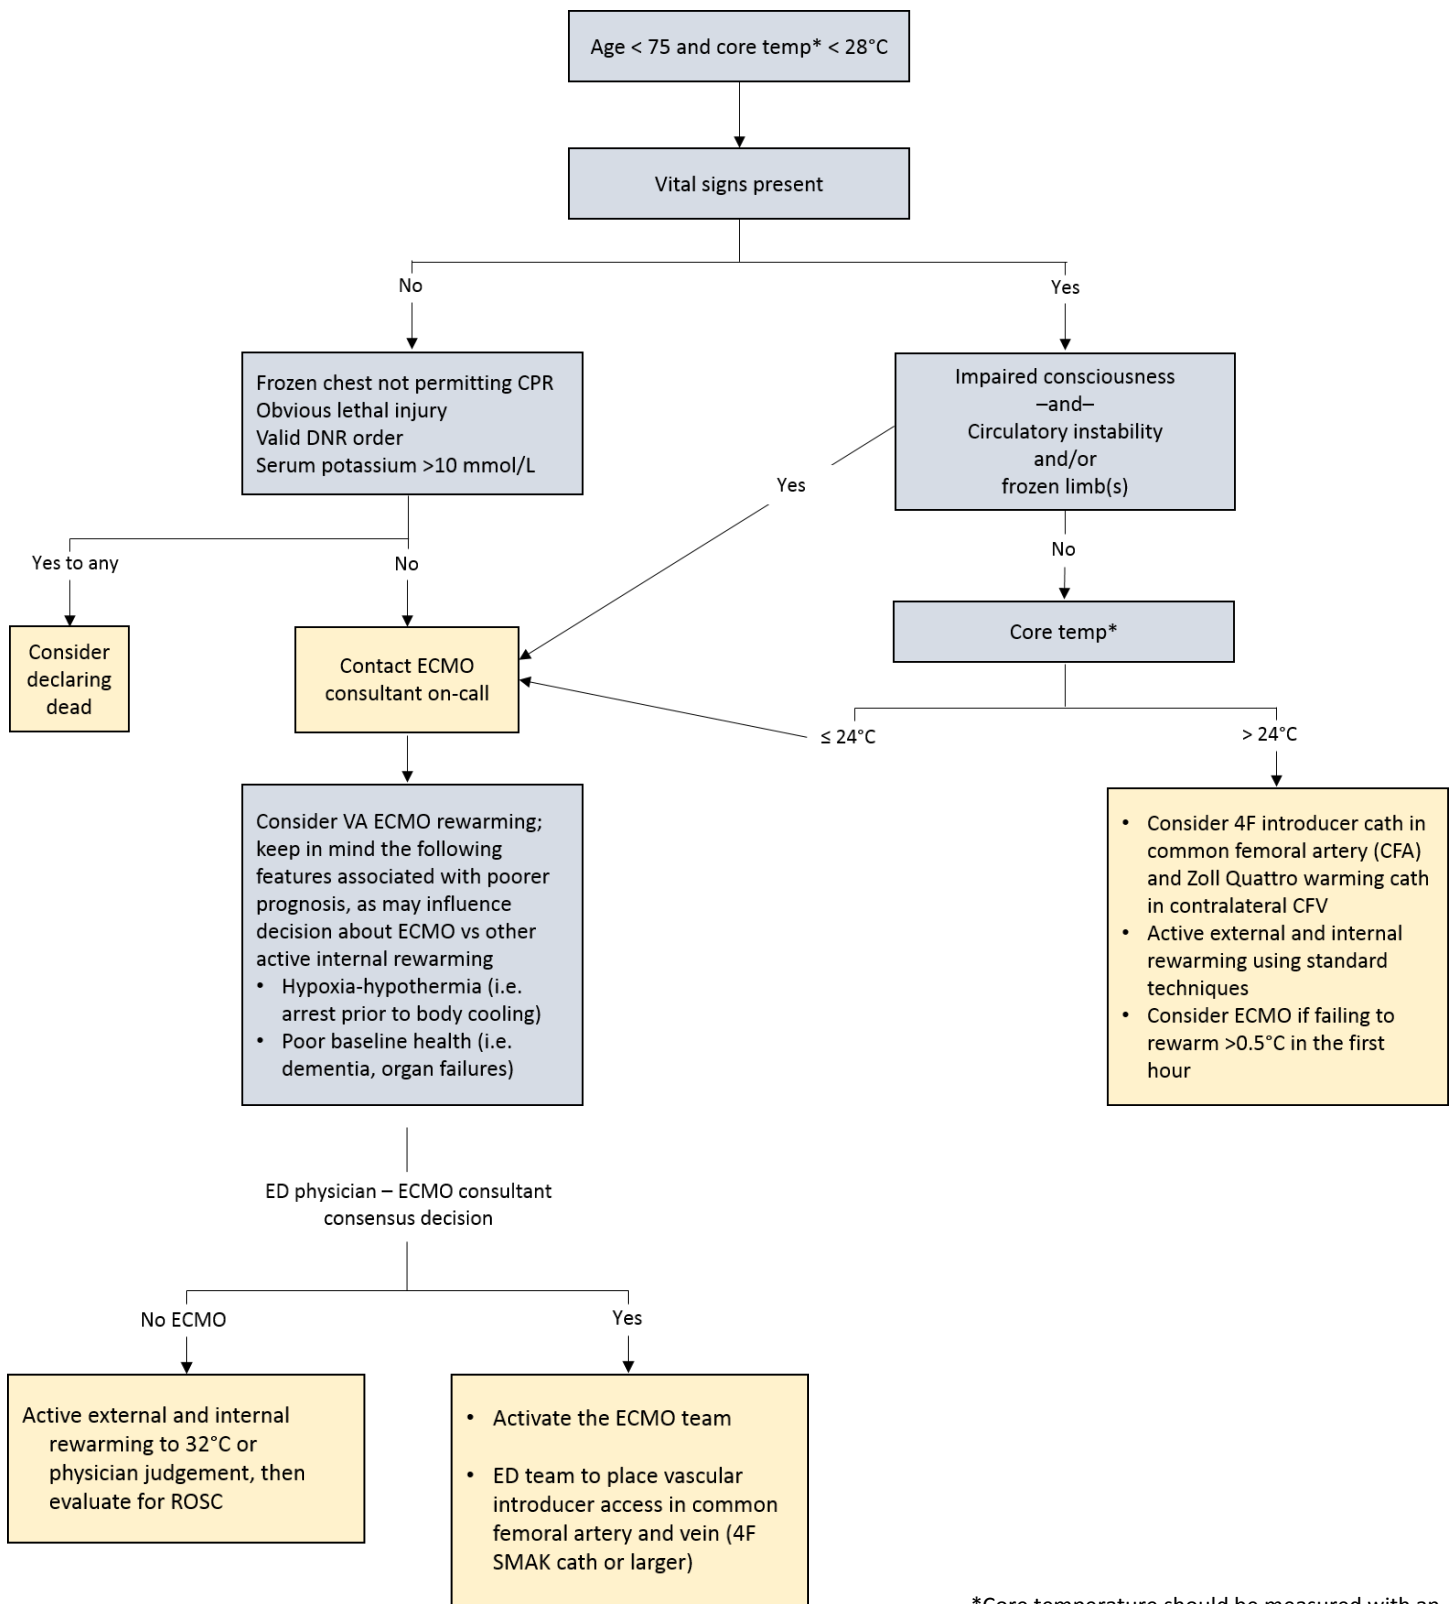 Age < 75 and core temp* < 28°C
Vital signs present
No
Yes
Frozen chest not permitting CPR
Obvious lethal injury
Valid DNR order
Serum potassium >10 mmol/L
Impaired consciousness
–and–
Circulatory instability
and/or
frozen limb(s)
Yes
No
Yes to any
No
Core temp*
Consider
declaring
dead
Contact ECMO
consultant on-call
≤ 24°C
> 24°C
Consider VA ECMO rewarming;
keep in mind the following
features associated with poorer
prognosis, as may influence
decision about ECMO vs other
active internal rewarming
• Hypoxia-hypothermia (i.e.
arrest prior to body cooling)
• Poor baseline health (i.e.
dementia, organ failures)
• Consider 4F introducer cath in
common femoral artery (CFA)
and Zoll Quattro warming cath
in contralateral CFV
• Active external and internal
rewarming using standard
techniques
• Consider ECMO if failing to
rewarm >0.5°C in the first
hour
ED physician – ECMO consultant
consensus decision
No ECMO
Yes
Active external and internal
rewarming to 32°C or
physician judgement, then
evaluate for ROSC
• Activate the ECMO team
• ED team to place vascular
introducer access in common
femoral artery and vein (4F
SMAK cath or larger)
*Core temperature should be measured with an